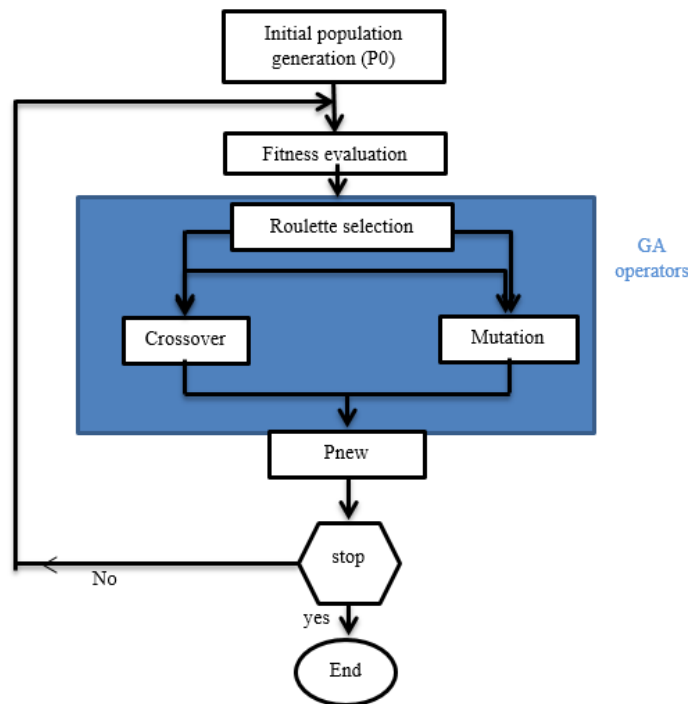 Initial population
generation (P0)
Fitness evaluation
Roulette selection
GA
operators
Crossover
Mutation
Pnew
stop
No
yes
End